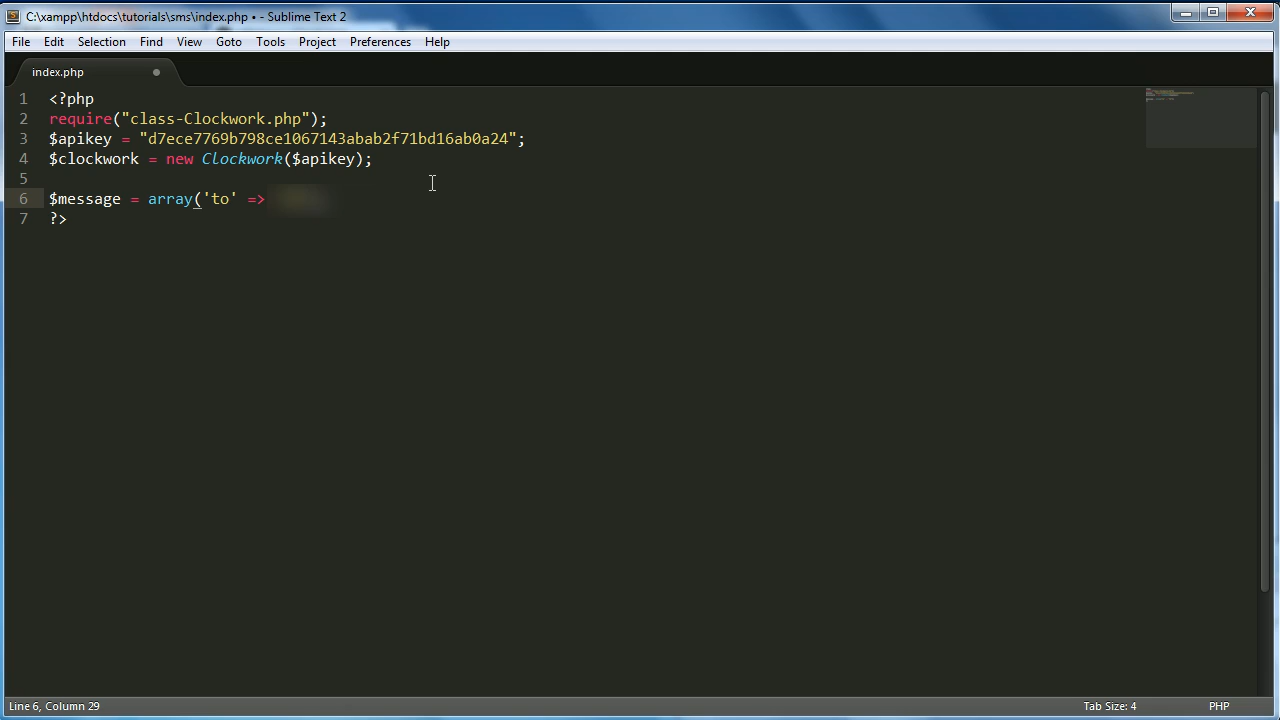 C:\xampp\htdocs\tutorials\sms\index.php • - Sublime Text 2
File Edit Selection Find View Goto Tools Project Preferences Help
index.php
1 <?php
2 require("class-Clockwork.php");
3 $apikey = "d7ece7769b798ce1067143abab2f71bd16ab0a24";
4 $clockwork = new Clockwork($apikey);
5
6 $message = array('to' =>
7 ?>
Line 6, Column 29 Tab Size: 4 PHP